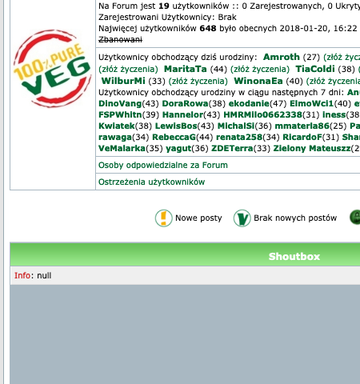 Na Forum jest 19 użytkowników :: 0 Zarejestrowanych, 0 Ukryty
Zarejestrowani Użytkownicy: Brak
Najwięcej użytkowników 648 było obecnych 2018-01-20, 16:22
Zbanowani
100% PURE
VEG
Użytkownicy obchodzący dziś urodziny: Amroth (27) (złóż życz
(złóż życzenia) MaritaTa (44) (złóż życzenia) TiaColdi (38) (
WilburMi (33) (złóż życzenia) WinonaEa (40) (złóż życzenia)
Użytkownicy obchodzący urodziny w ciągu następnych 7 dni: An
DinoVang(43) DoraRowa(38) ekodanie(47) ElmoWci1(40) e
FSPWhitn(39) Hannelor(43) HMRMilo0662338(31) iness(38
Kwiatek(38) LewisBos(43) MichalSl(36) mmaterla86(25) Pa
rawaga(34) RebeccaG(44) renata258(34) RicardoF(31) Shar
VeMalarka(35) yagut(36) ZDETerra(33) Zielony Mateuszz(2
Osoby odpowiedzialne za Forum
Ostrzeżenia użytkowników
Nowe posty Brak nowych postów
Shoutbox
Info: null